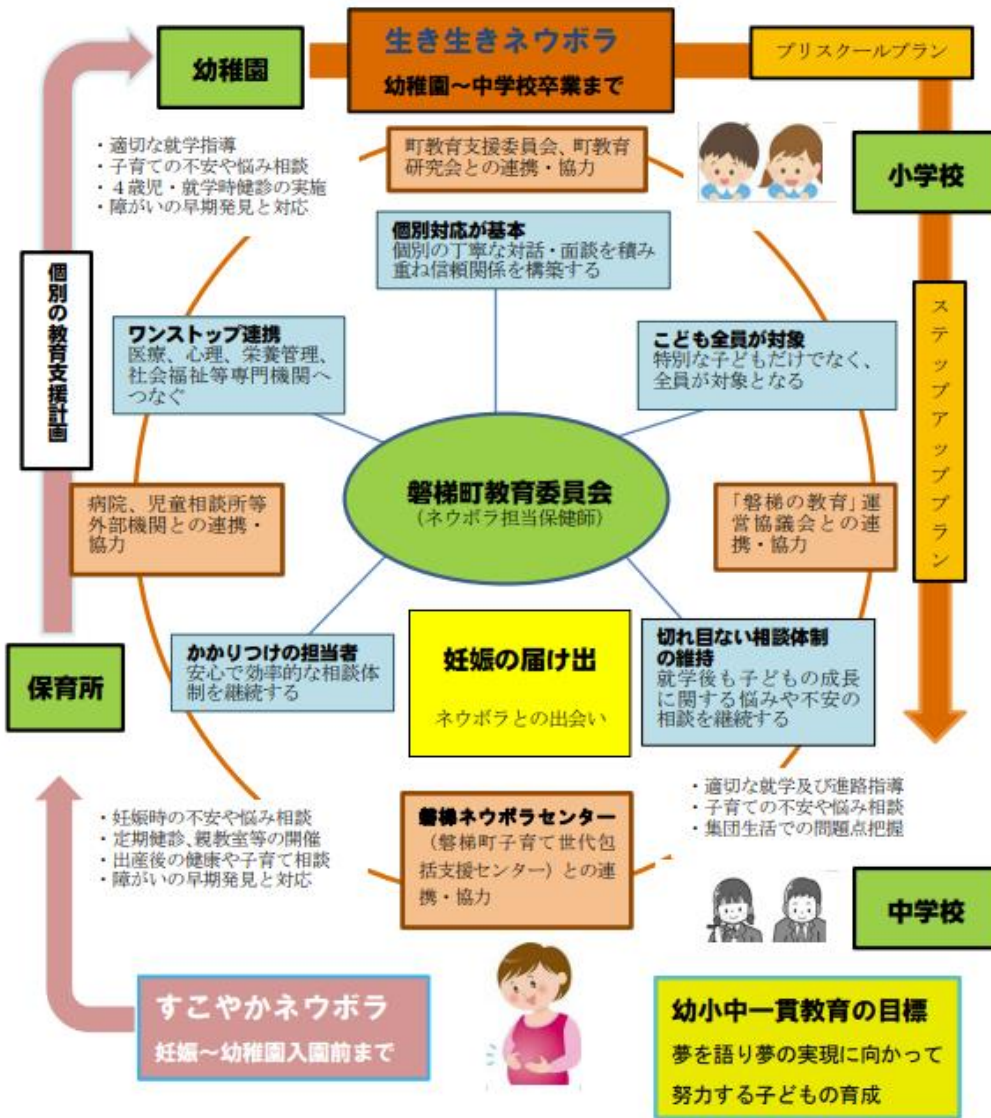 生き生きネウボラ
幼稚園～中学校卒業まで
幼稚園
プリスクールプラン
・適切な就学指導
・子育ての不安や悩み相談
・４歳児・就学時健診の実施
・障がいの早期発見と対応
町教育支援委員会、町教育
研究会との連携・協力
小学校
個別対応が基本
個別の丁寧な対話・面談を積み
重ね信頼関係を構築する
個別の教育支援計画
ワンストップ連携
医療、心理、栄養管理、
社会福祉等専門機関へ
つなぐ
こども全員が対象
特別な子どもだけでなく、
全員が対象となる
ステップアッププラン
磐梯町教育委員会
（ネウボラ担当保健師）
病院、児童相談所等
外部機関との連携・
協力
「磐梯の教育」運
営協議会との連
携・協力
保育所
かかりつけの担当者
安心で効率的な相談体
制を継続する
妊娠の届け出
ネウボラとの出会い
切れ目ない相談体制
の維持
就学後も子どもの成長
に関する悩みや不安の
相談を継続する
・妊娠時の不安や悩み相談
・定期健診、親教室等の開催
・出産後の健康や子育て相談
・障がいの早期発見と対応
磐梯ネウボラセンター
（磐梯町子育て世代包
括支援センター）との連
携・協力
・適切な就学及び進路指導
・子育ての不安や悩み相談
・集団生活での問題点把握
中学校
すこやかネウボラ
妊娠～幼稚園入園前まで
幼小中一貫教育の目標
夢を語り夢の実現に向かって
努力する子どもの育成